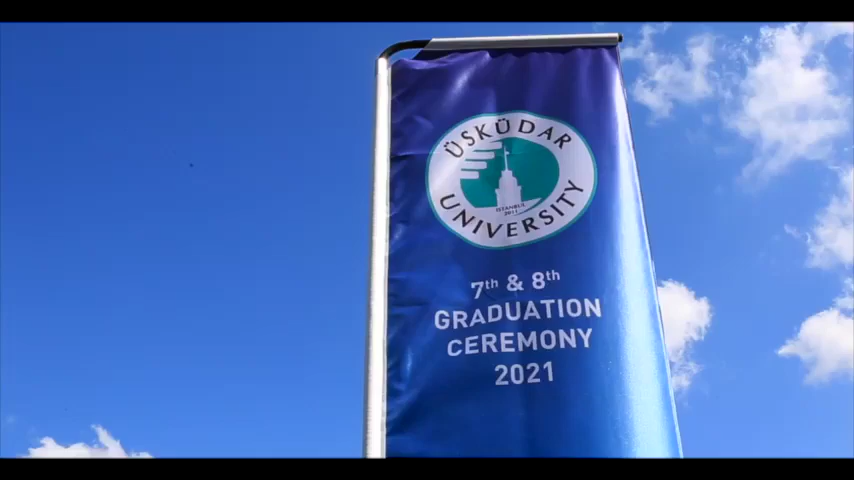 ÜSKÜDAR
UNIVERSITY
ISTANBUL
2011
7th & 8th
GRADUATION
CEREMONY
2021